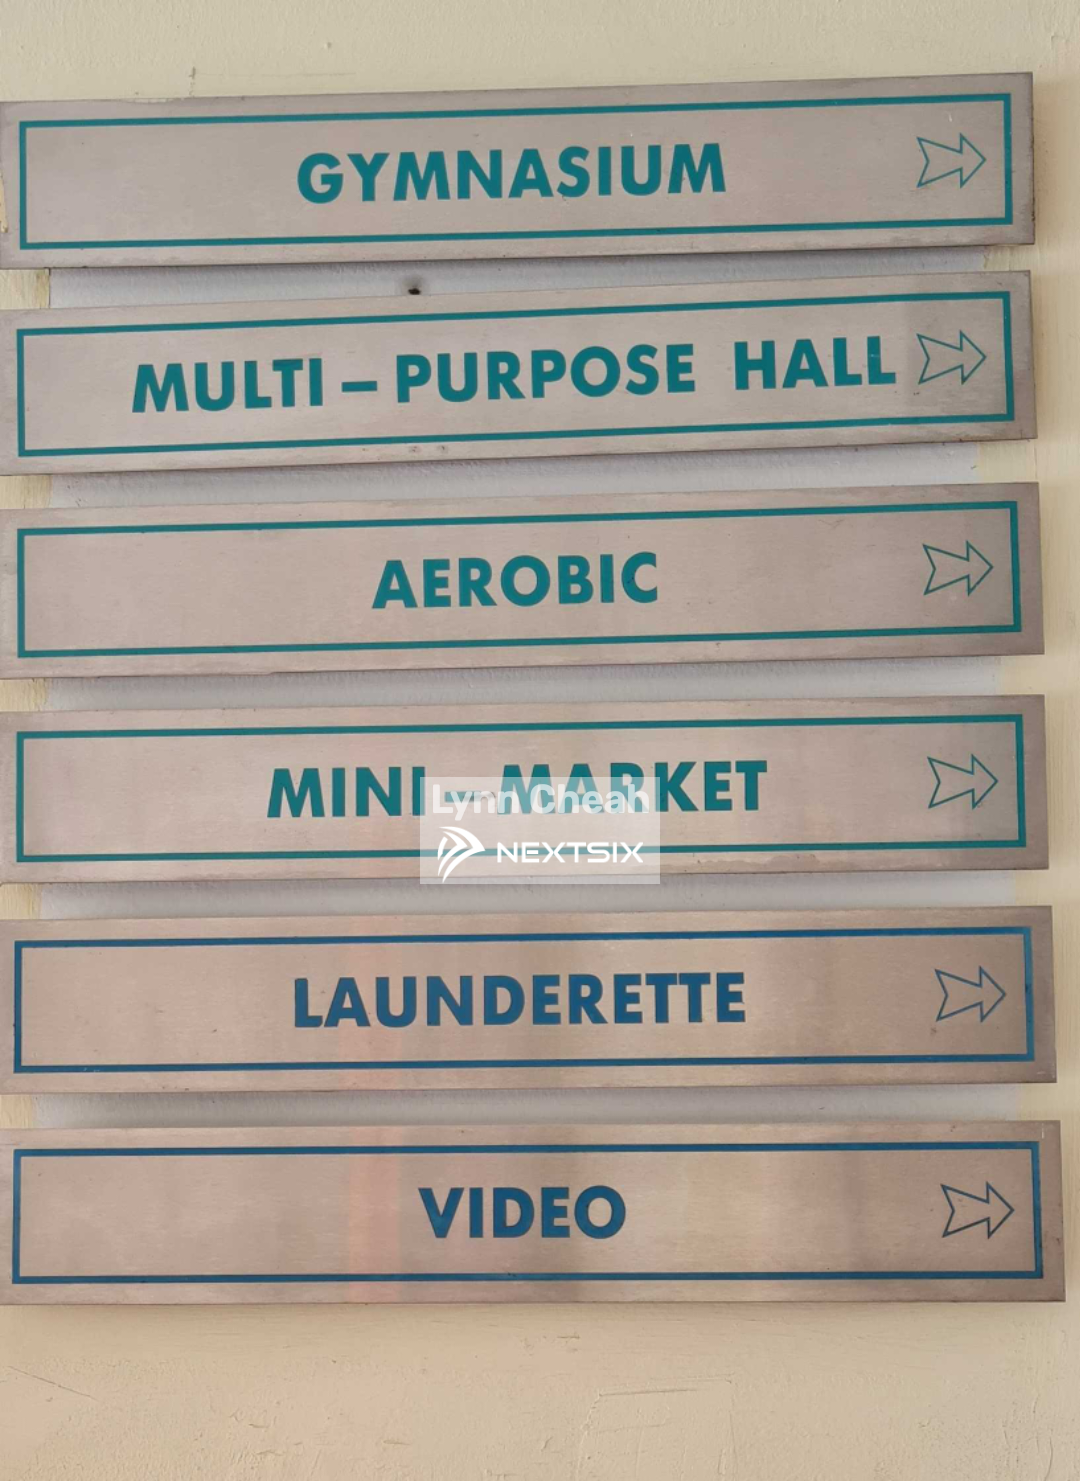 GYMNASIUM
MULTI – PURPOSE HALL
AEROBIC
MINI – MARKET
Lynn Cheah
NEXTSIX
LAUNDERETTE
VIDEO